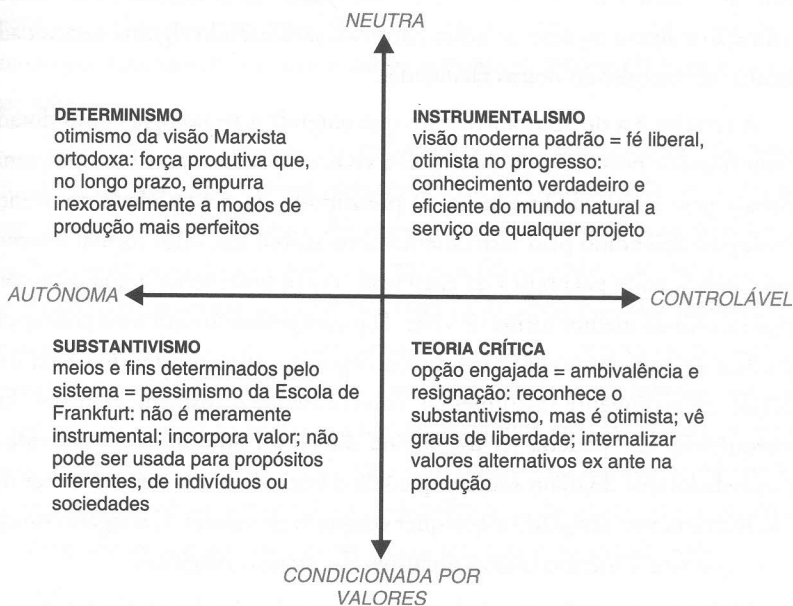 NEUTRA
DETERMINISMO
otimismo da visão Marxista
ortodoxa: força produtiva que,
no longo prazo, empurra
inexoravelmente a modos de
produção mais perfeitos
INSTRUMENTALISMO
visão moderna padrão = fé liberal,
otimista no progresso:
conhecimento verdadeiro e
eficiente do mundo natural a
serviço de qualquer projeto
AUTÔNOMA
CONTROLÁVEL
SUBSTANTIVISMO
meios e fins determinados pelo
sistema = pessimismo da Escola de
Frankfurt: não é meramente
instrumental; incorpora valor; não
pode ser usada para propósitos
diferentes, de indivíduos ou
sociedades
TEORIA CRÍTICA
opção engajada = ambivalência e
resignação: reconhece o
substantivismo, mas é otimista; vê
graus de liberdade; internalizar
valores alternativos ex ante na
produção
CONDICIONADA POR
VALORES